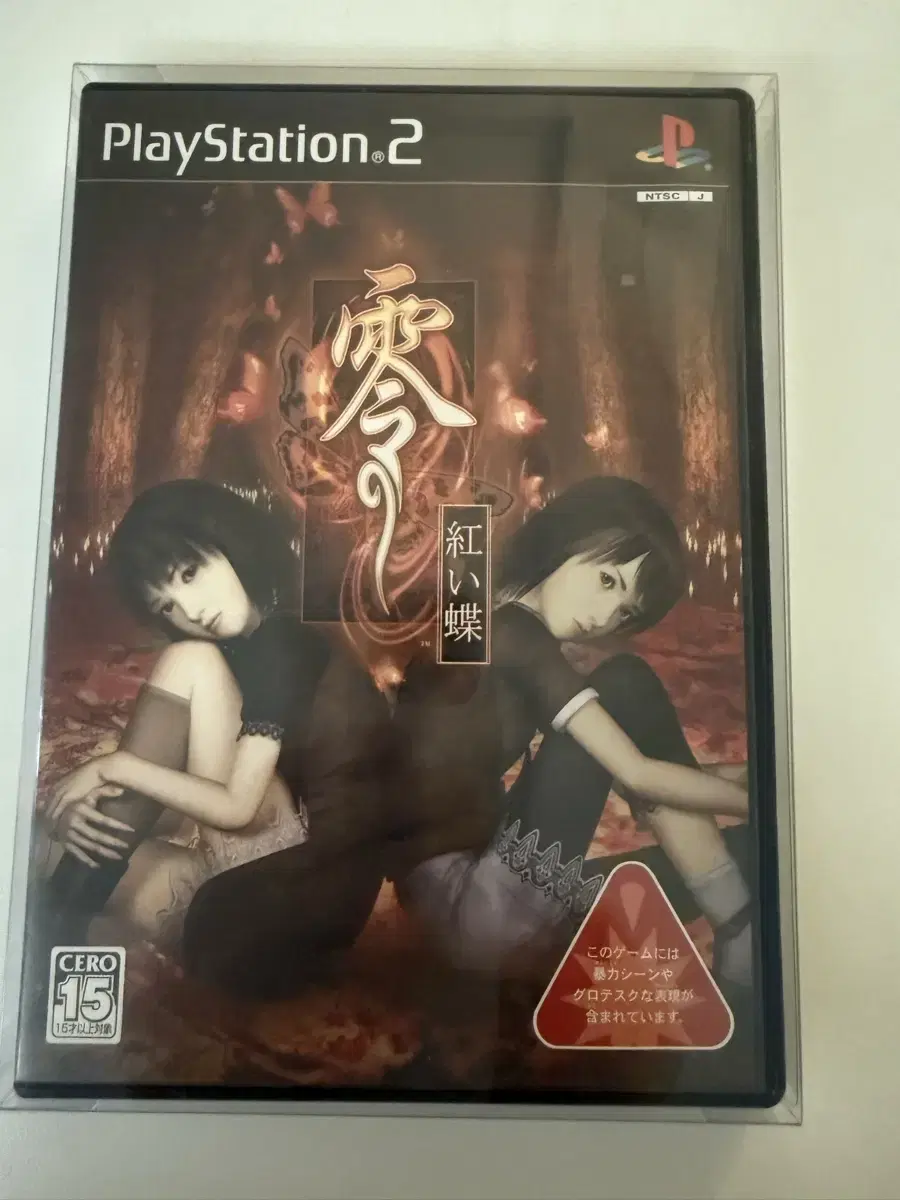 PlayStation®2
NTSC J
零
紅い蝶
TM
このゲームには
暴力シーンや
グロテスクな表現が
含まれています。
CERO
15
15才以上対象